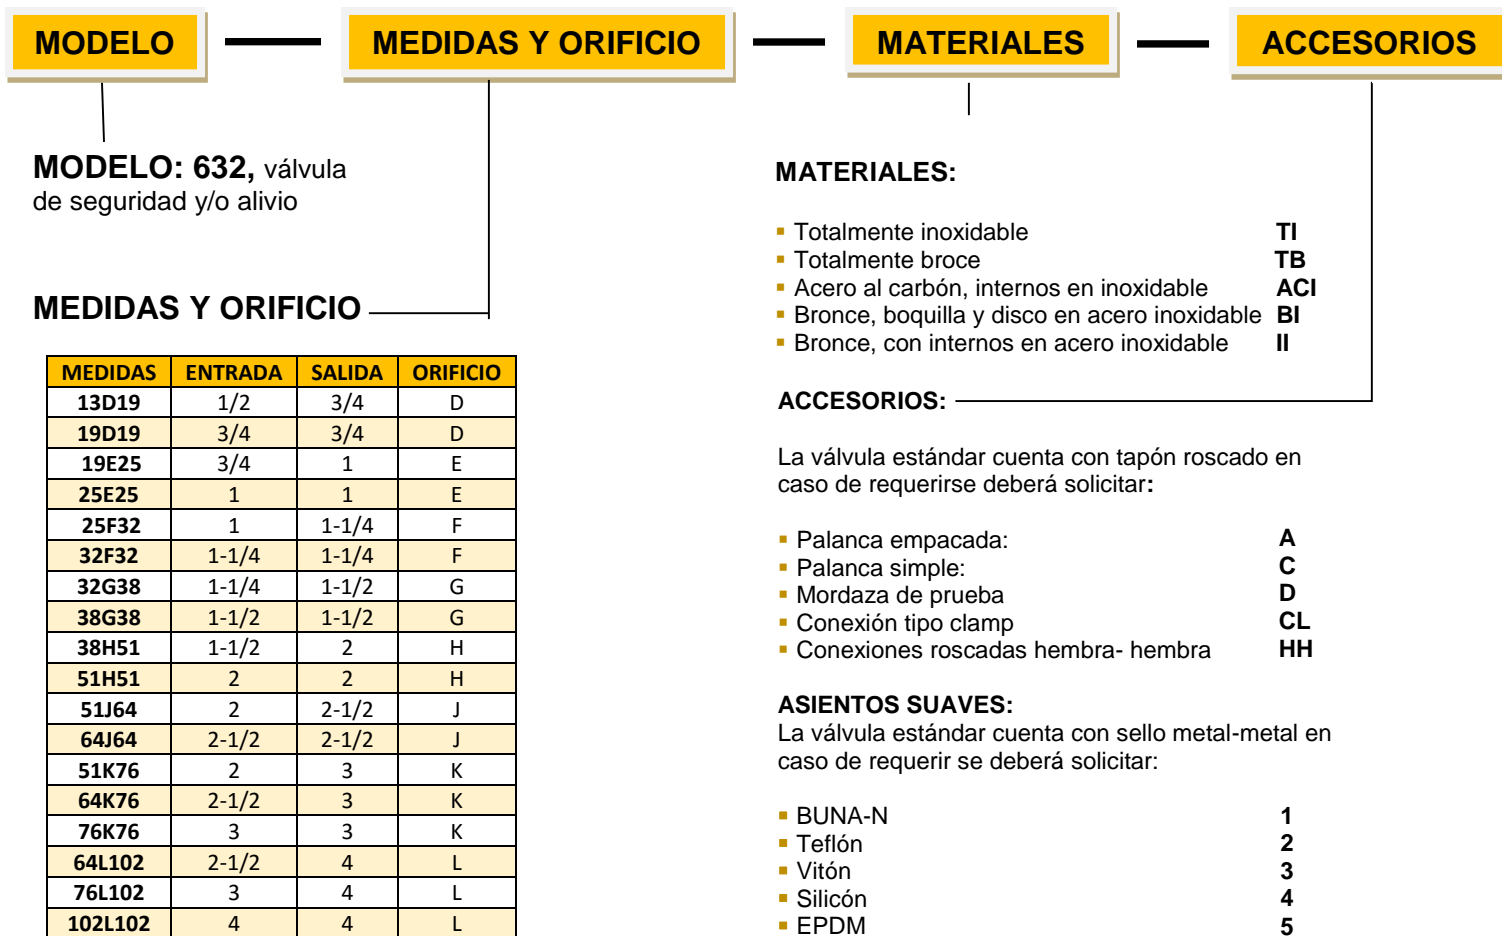 MODELO MEDIDAS Y ORIFICIO MATERIALES ACCESORIOS
MODELO: 632, válvula
de seguridad y/o alivio
MEDIDAS Y ORIFICIO
MEDIDAS ENTRADA SALIDA ORIFICIO
13D19 1/2 3/4 D
19D19 3/4 3/4 D
19E25 3/4 1 E
25E25 1 1 E
25F32 1 1-1/4 F
32F32 1-1/4 1-1/4 F
32G38 1-1/4 1-1/2 G
38G38 1-1/2 1-1/2 G
38H51 1-1/2 2 H
51H51 2 2 H
51J64 2 2-1/2 J
64J64 2-1/2 2-1/2 J
51K76 2 3 K
64K76 2-1/2 3 K
76K76 3 3 K
64L102 2-1/2 4 L
76L102 3 4 L
102L102 4 4 L
MATERIALES:
Totalmente inoxidable TI
Totalmente broce TB
Acero al carbón, internos en inoxidable ACI
Bronce, boquilla y disco en acero inoxidable BI
Bronce, con internos en acero inoxidable II
ACCESORIOS:
La válvula estándar cuenta con tapón roscado en
caso de requerirse deberá solicitar:
Palanca empacada: A
Palanca simple: C
Mordaza de prueba D
Conexión tipo clamp CL
Conexiones roscadas hembra- hembra HH
ASIENTOS SUAVES:
La válvula estándar cuenta con sello metal-metal en
caso de requerir se deberá solicitar:
BUNA-N 1
Teflón 2
Vitón 3
Silicón 4
EPDM 5